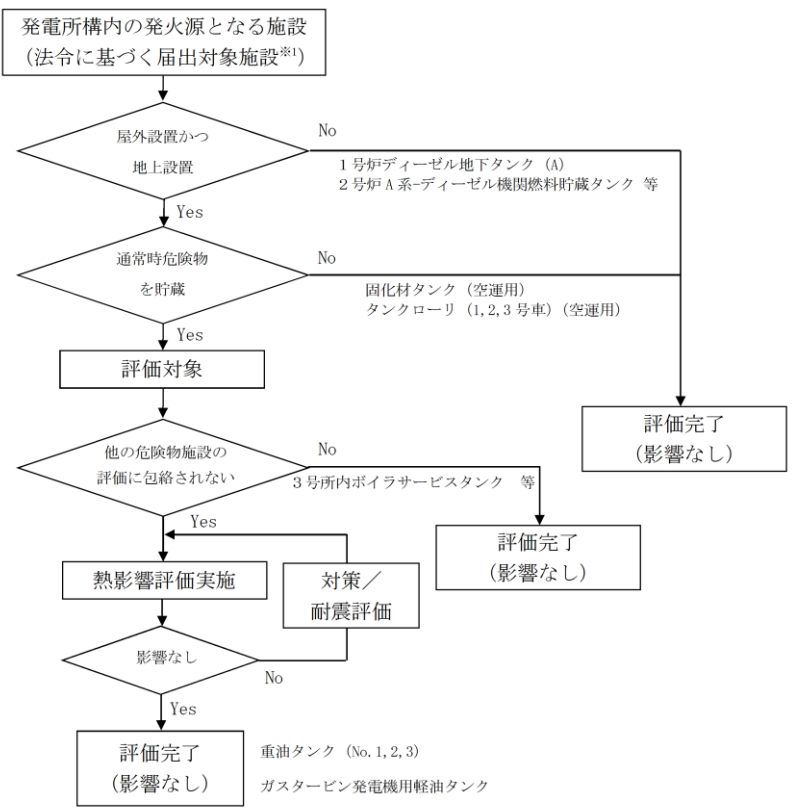 発電所構内の発火源となる施設
(法令に基づく届出対象施設※1)
屋外設置かつ
地上設置
No
1号炉ディーゼル地下タンク (A)
2号炉A系-ディーゼル機関燃料貯蔵タンク 等
Yes
通常時危険物
を貯蔵
No
固化材タンク (空運用)
タンクローリ (1,2,3号車) (空運用)
Yes
評価対象
評価完了
(影響なし)
他の危険物施設の
評価に包絡されない
No
3号所内ボイラサービスタンク 等
Yes
評価完了
(影響なし)
熱影響評価実施
対策/
耐震評価
影響なし
No
Yes
評価完了
(影響なし)
重油タンク (No.1,2,3)
ガスタービン発電機用軽油タンク